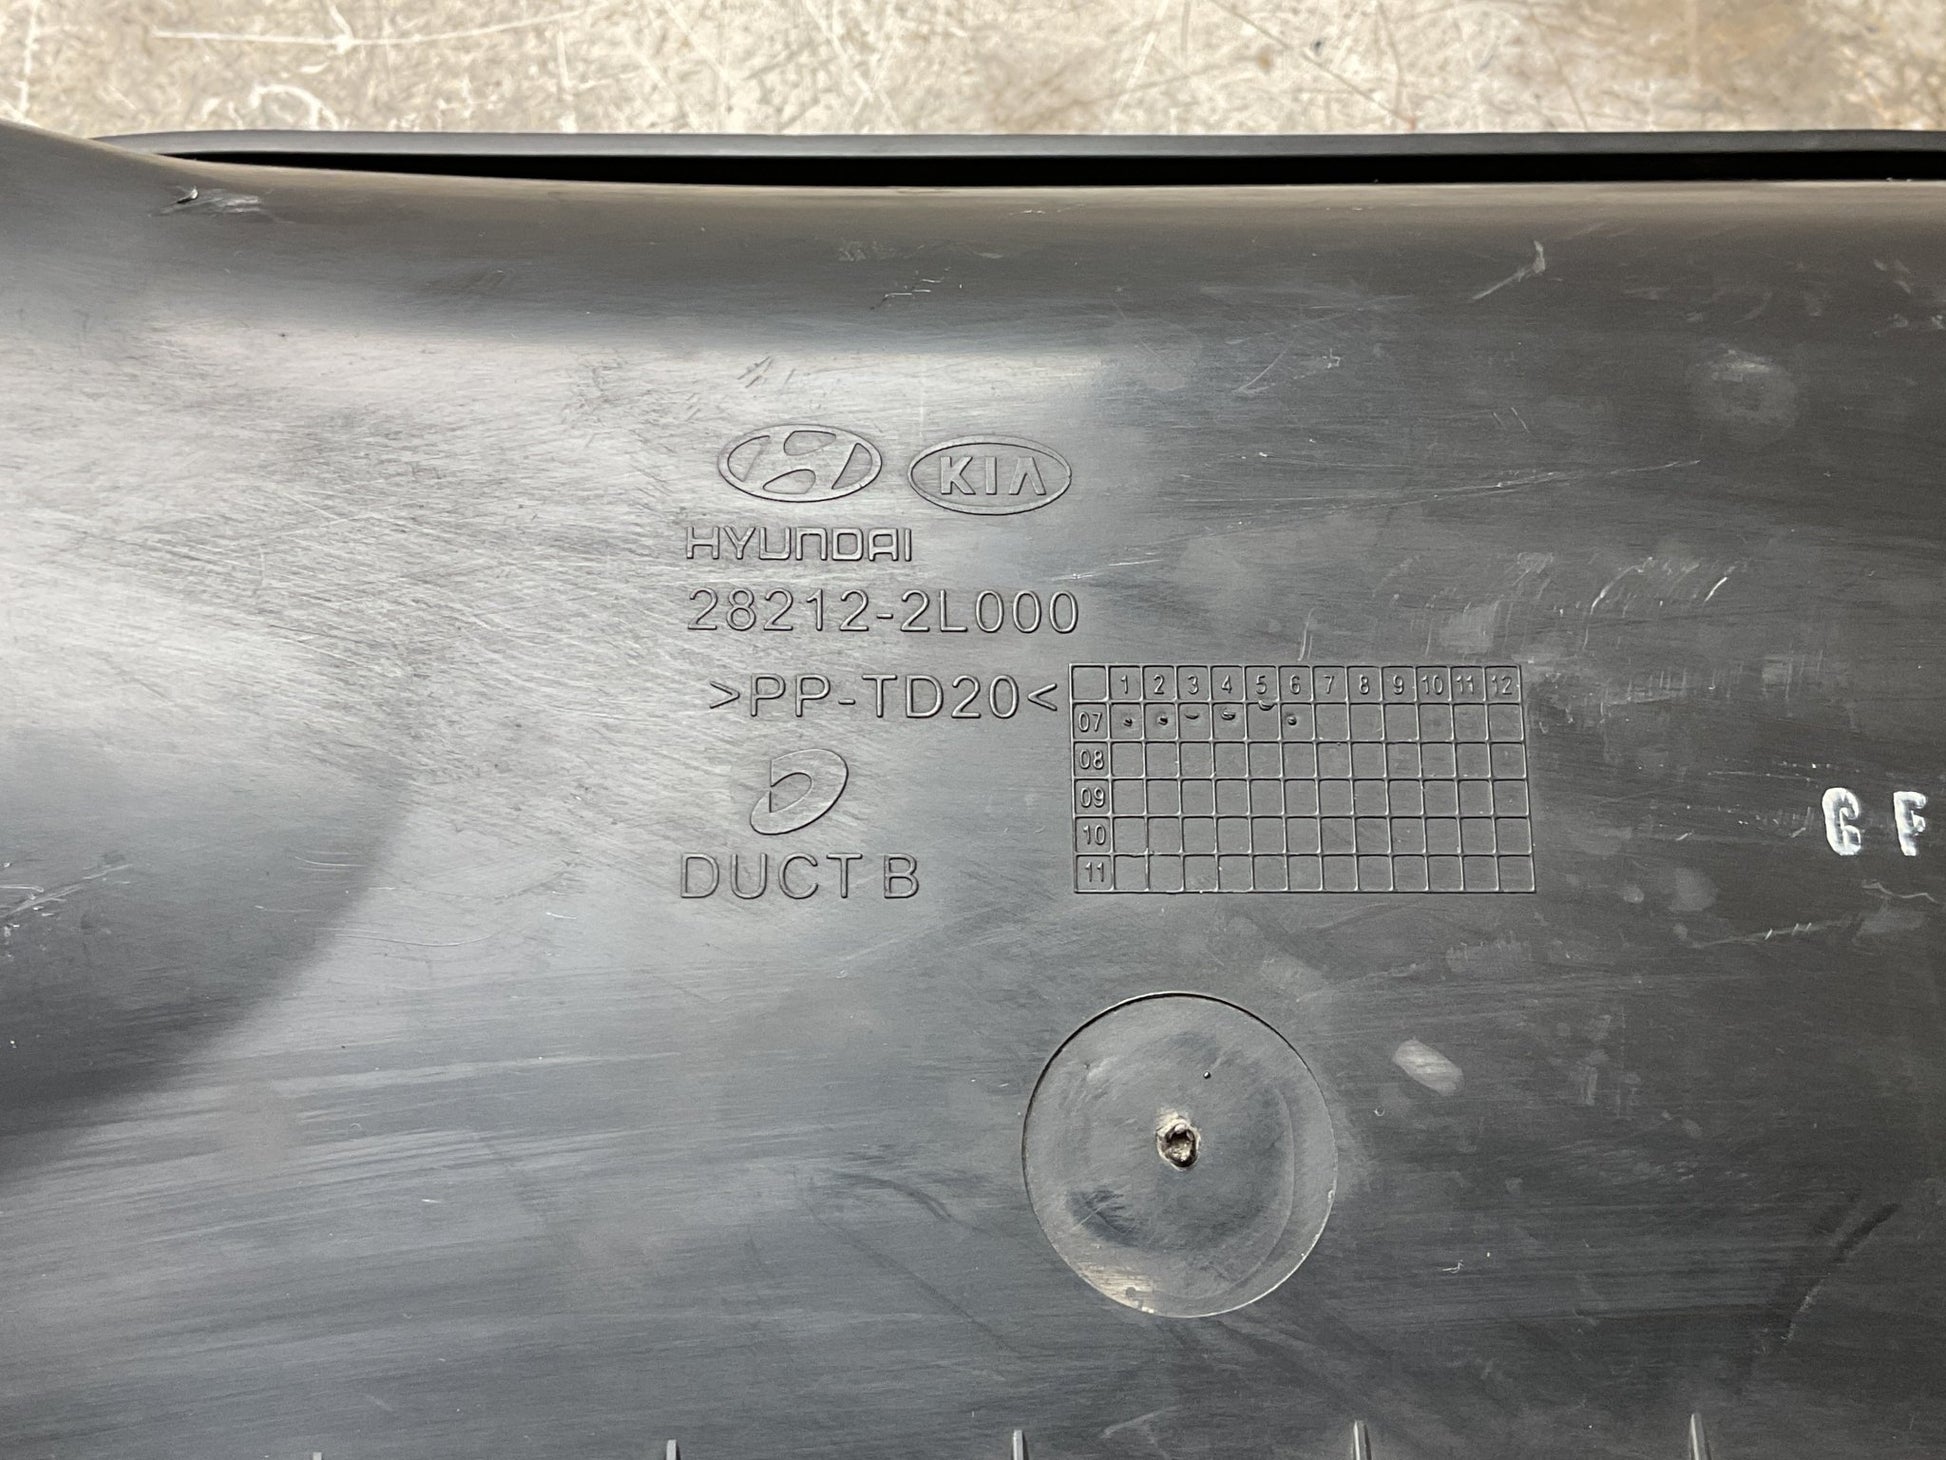 KIA
HYUNDAI
28212-2L000
>PP-TD20<
1 2 3 4 5 6 7 8 9 10 11 12
07
08
09
10
11
DUCT B